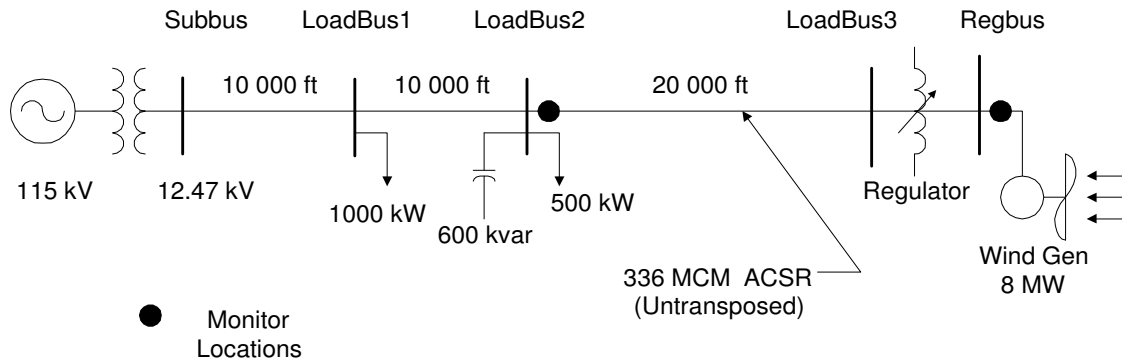 Subbus
LoadBus1
LoadBus2
LoadBus3
Regbus
10 000 ft
10 000 ft
20 000 ft
115 kV
12.47 kV
1000 kW
600 kvar
500 kW
Regulator
336 MCM ACSR
(Untransposed)
Wind Gen
8 MW
Monitor
Locations